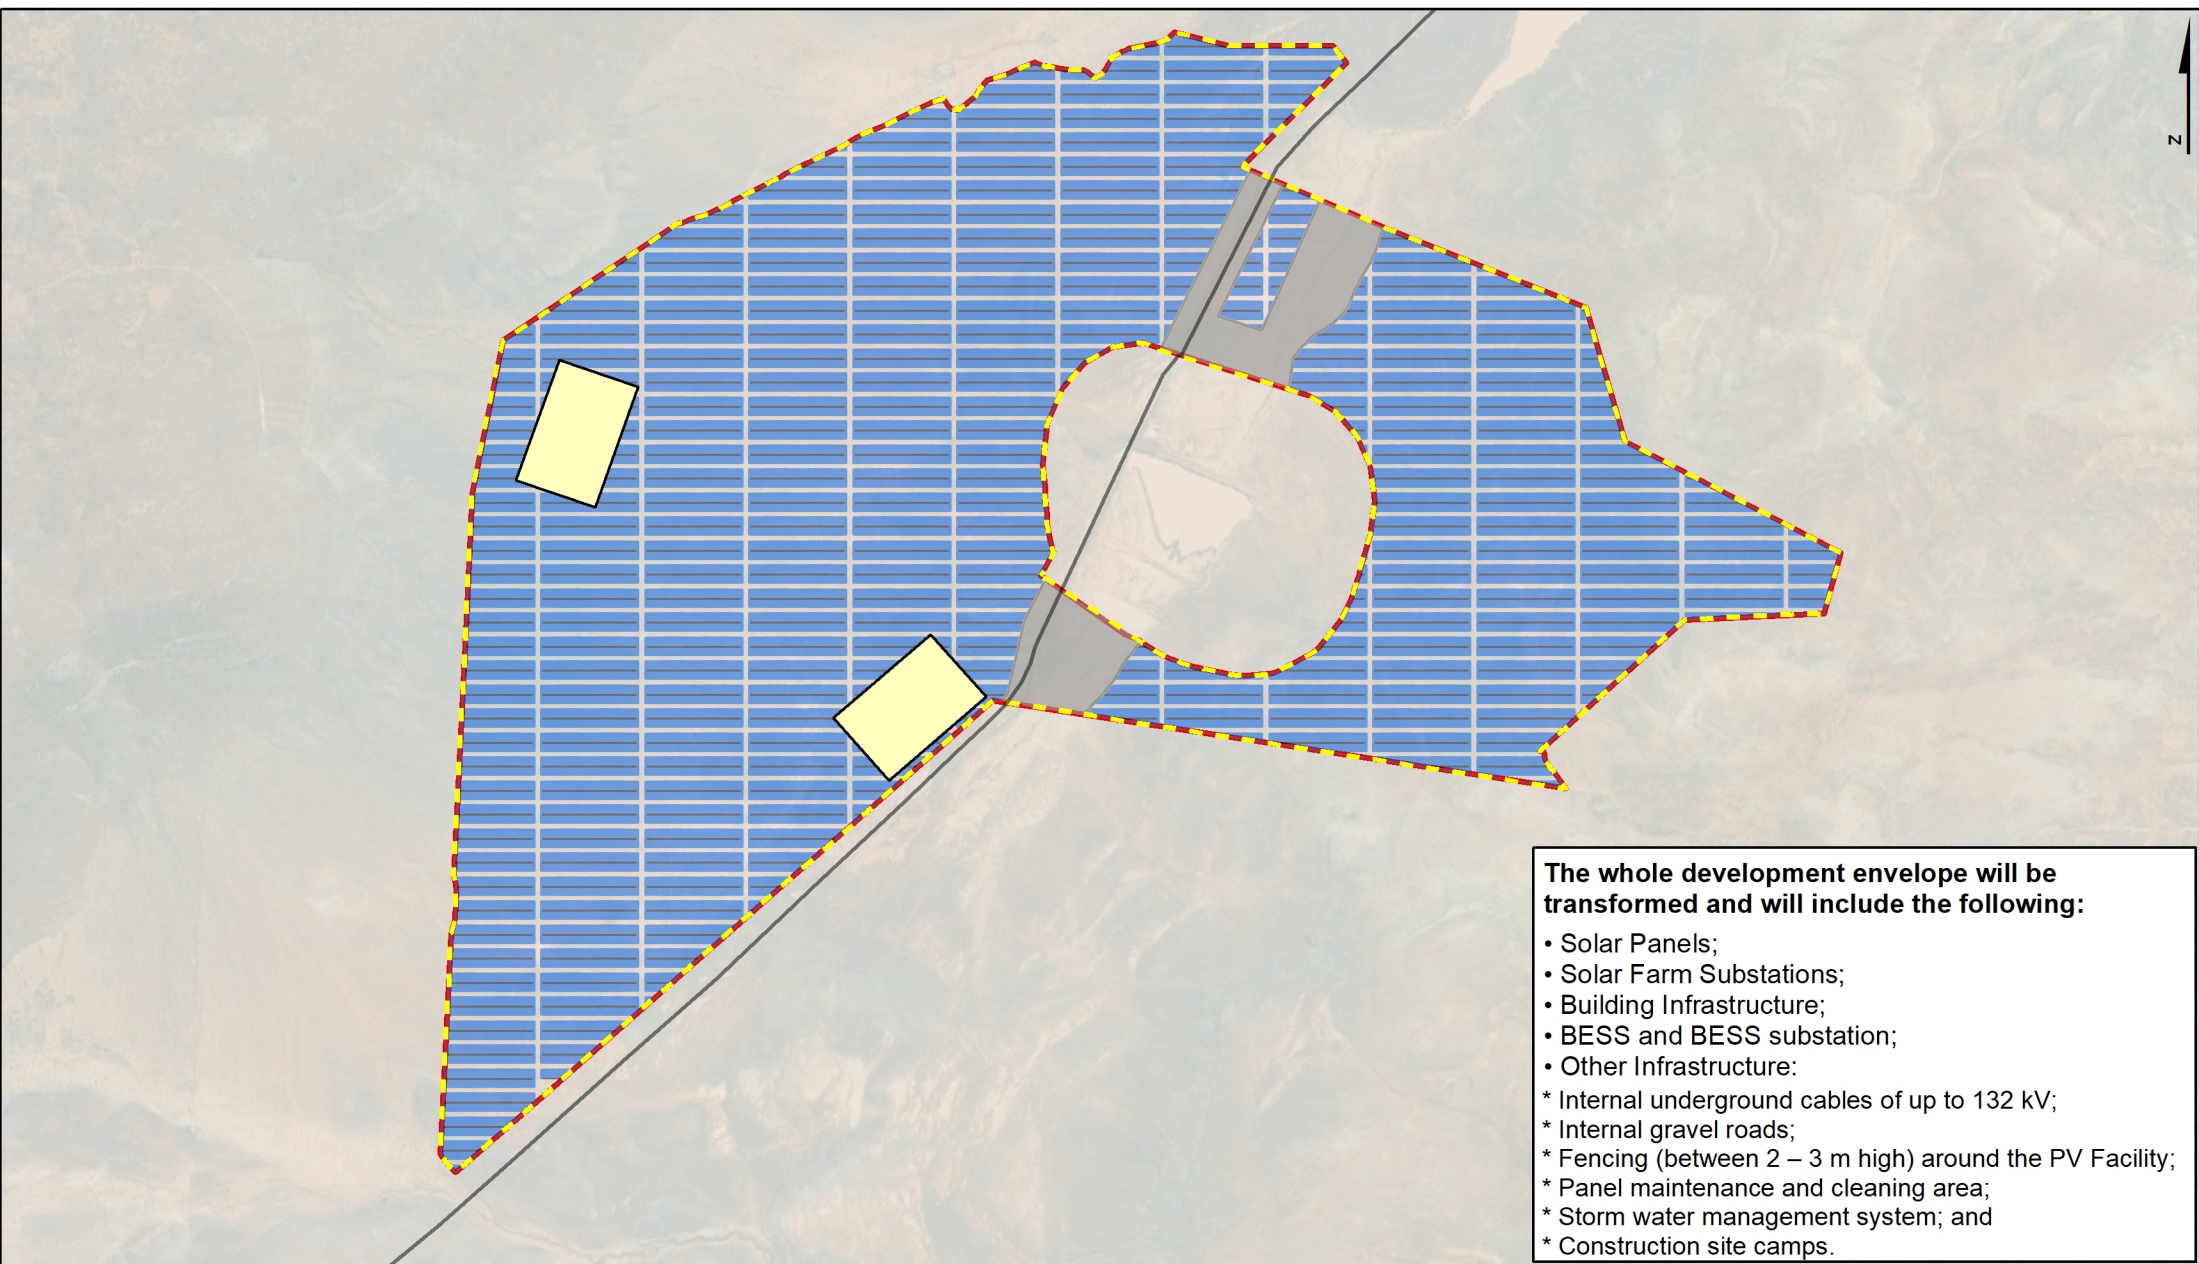 N
The whole development envelope will be
transformed and will include the following:
• Solar Panels;
• Solar Farm Substations;
• Building Infrastructure;
• BESS and BESS substation;
• Other Infrastructure:
* Internal underground cables of up to 132 kV;
* Internal gravel roads;
* Fencing (between 2 – 3 m high) around the PV Facility;
* Panel maintenance and cleaning area;
* Storm water management system; and
* Construction site camps.